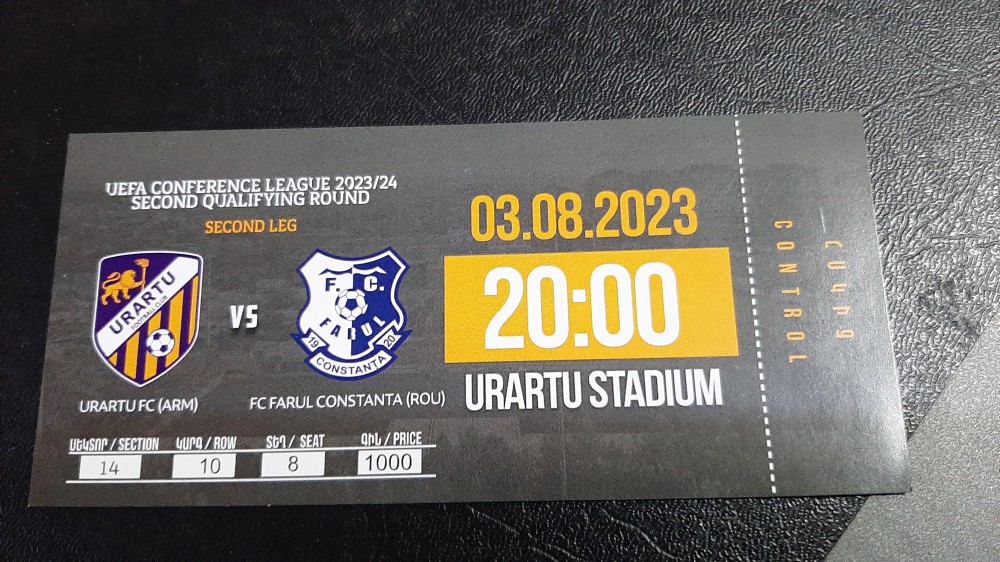 UEFA CONFERENCE LEAGUE 2023/24
SECOND QUALIFYING ROUND
SECOND LEG
URARTU
FOOTBALL CLUB
VS
F. C.
FARUL
19 20
CONSTANTA
URARTU FC (ARM)
FC FARUL CONSTANTA (ROU)
ՍԵԿՏՈՐ / SECTION ԿԱՐԳ / ROW ՏԵՂ / SEAT ԳԻՆ / PRICE
14 10 8 1000
03.08.2023
20:00
URARTU STADIUM
ՀՍԿԻՉ
CONTROL